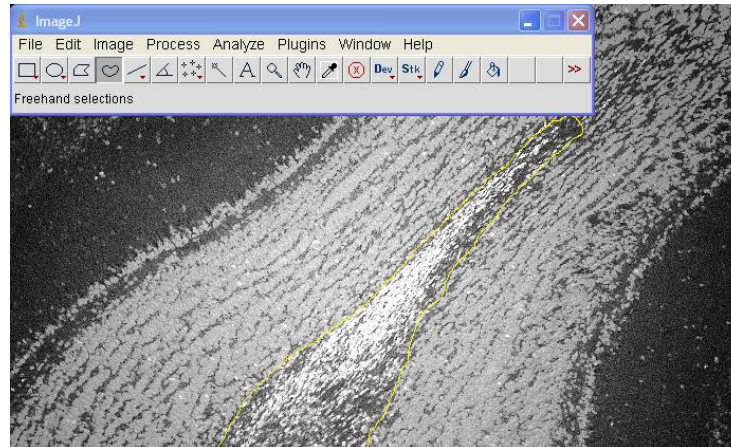 ImageJ
File Edit Image Process Analyze Plugins Window Help
A Dev Stk >>
Freehand selections